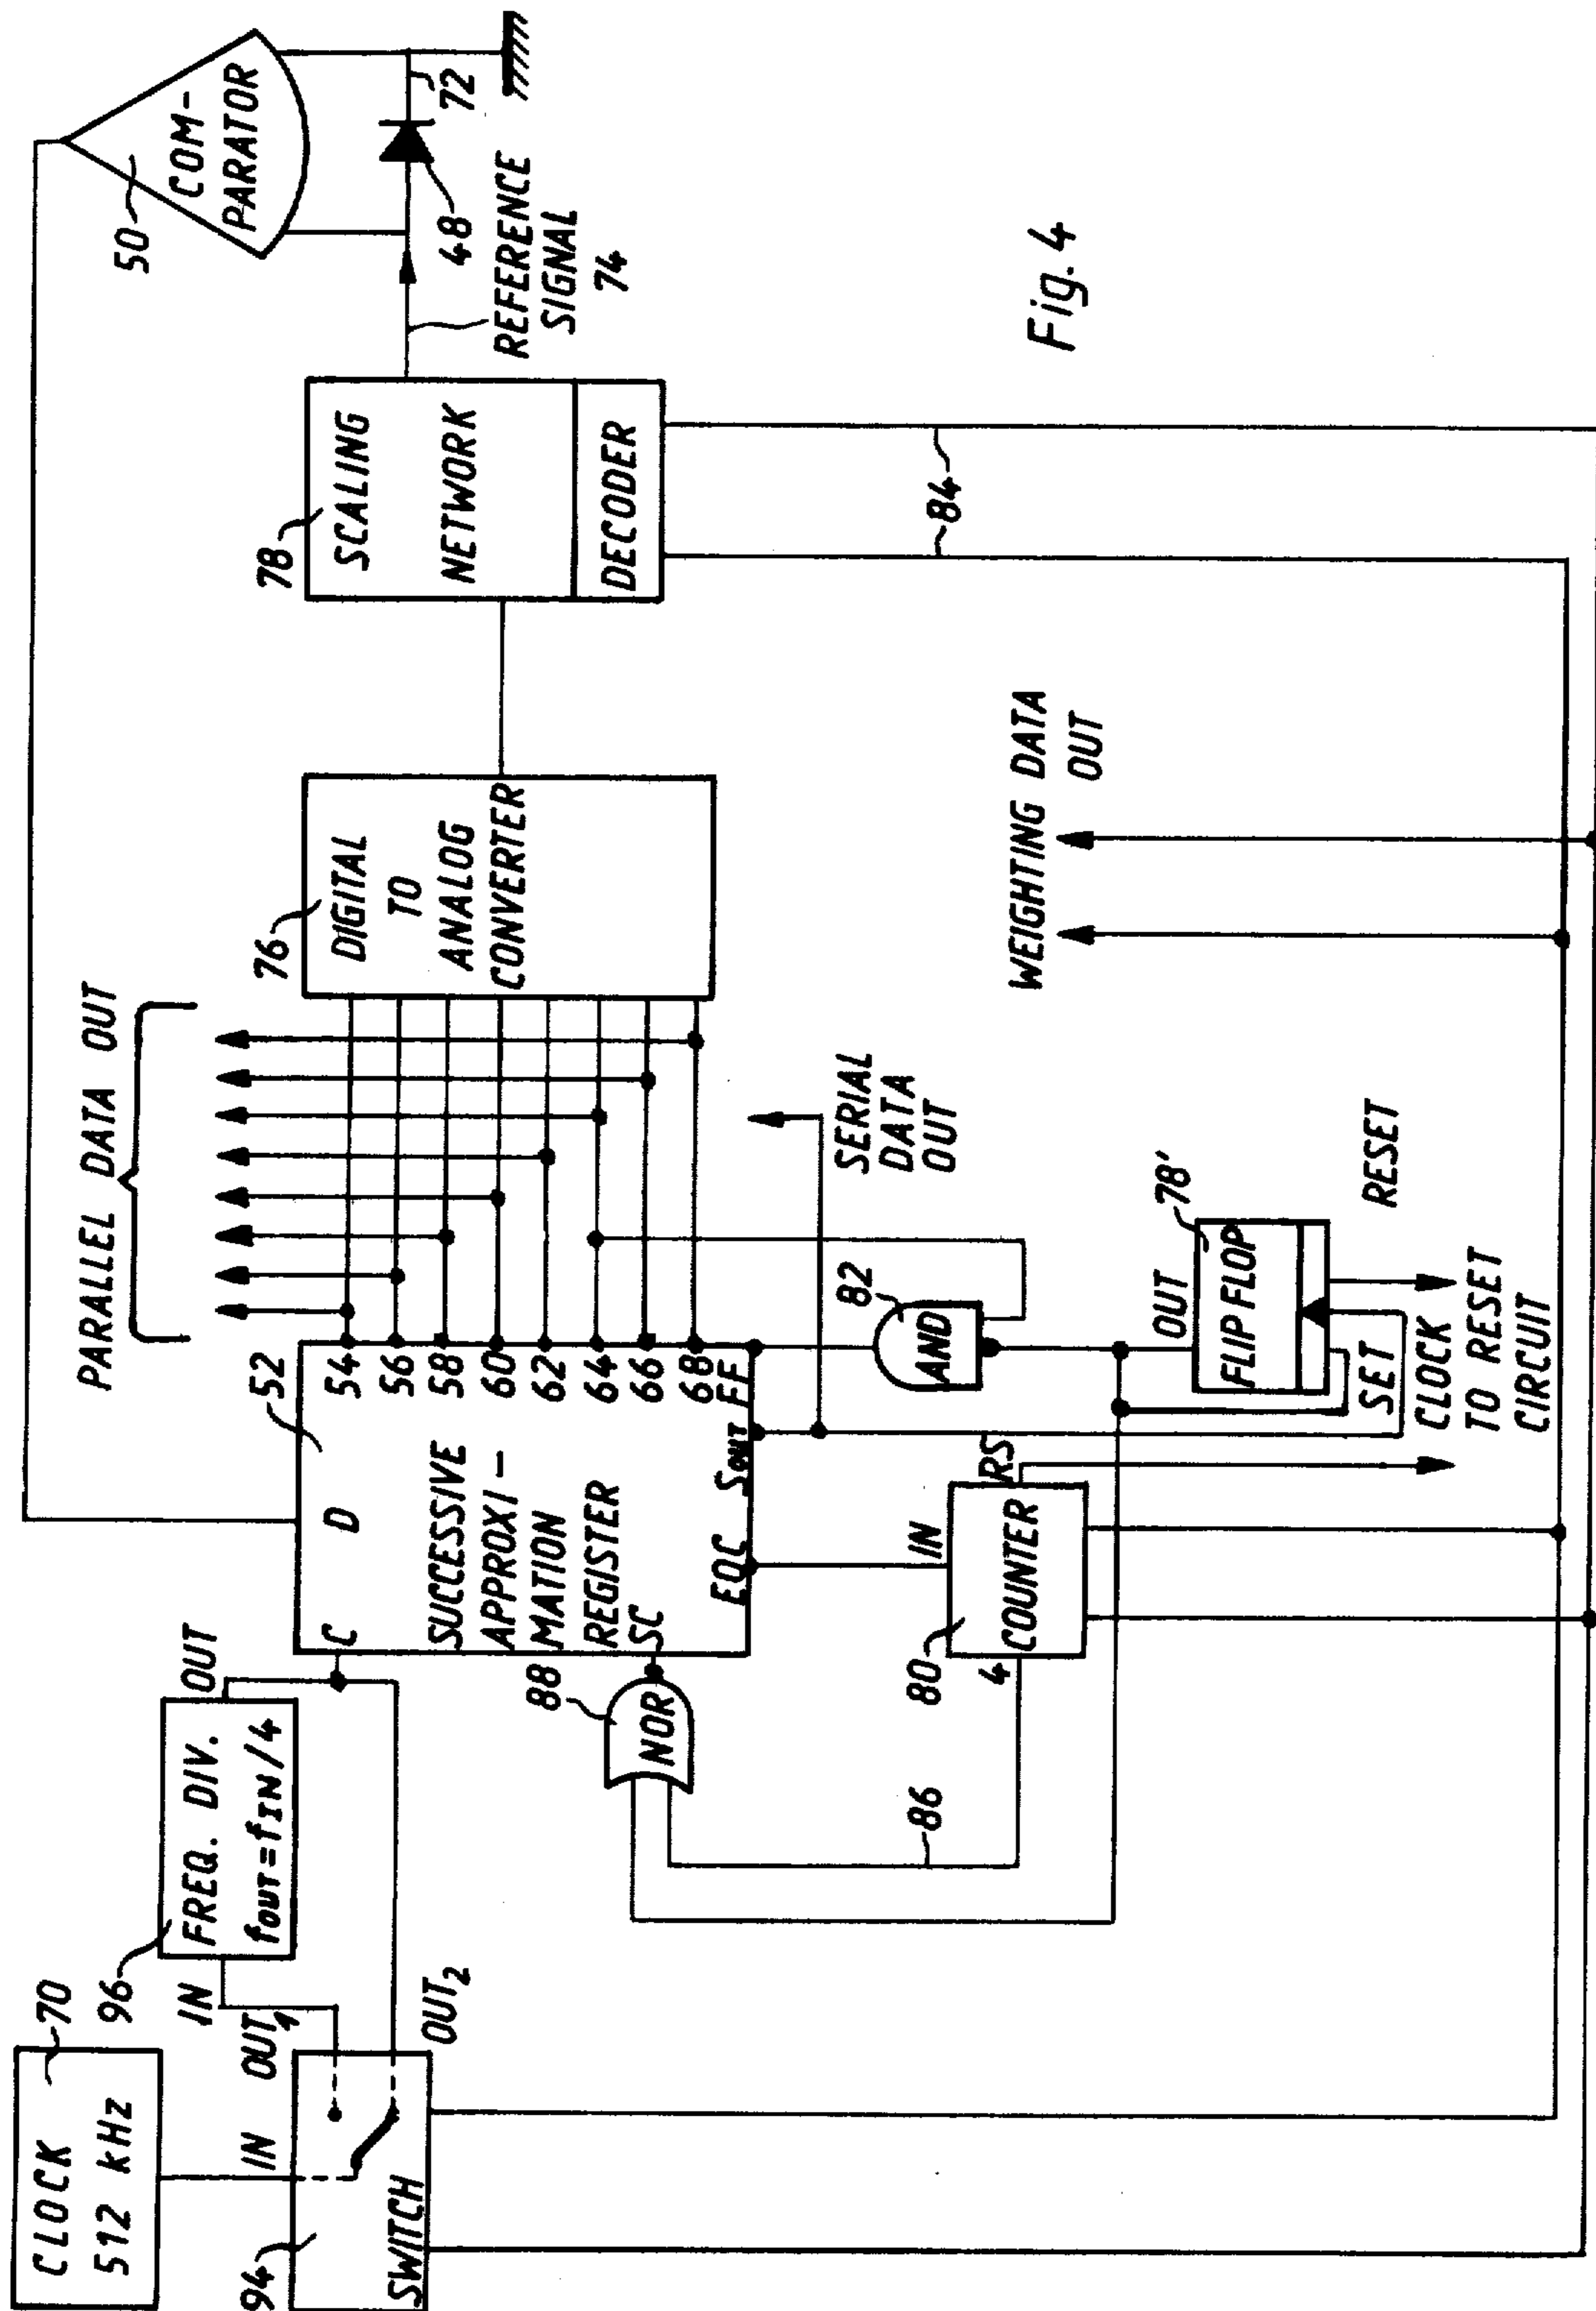 CLOCK
512 kHz
70
IN
OUT1
OUT2
94
SWITCH
96
IN
FREQ. DIV.
fOUT=fIN/4
OUT
C
D
52
SUCCESSIVE
APPROXI-
MATION
REGISTER
SC
EOC
SOUT
FF
54
56
58
60
62
64
66
68
88
NOR
86
PARALLEL DATA OUT
76
DIGITAL
TO
ANALOG
CONVERTER
78
SCALING
NETWORK
DECODER
84
50
COM-
PARATOR
48
72
REFERENCE
SIGNAL
74
80
IN
COUNTER
4
RS
82
AND
SERIAL
DATA
OUT
OUT
78'
FLIP FLOP
SET
CLOCK
RESET
TO RESET
CIRCUIT
WEIGHTING DATA
OUT
Fig. 4